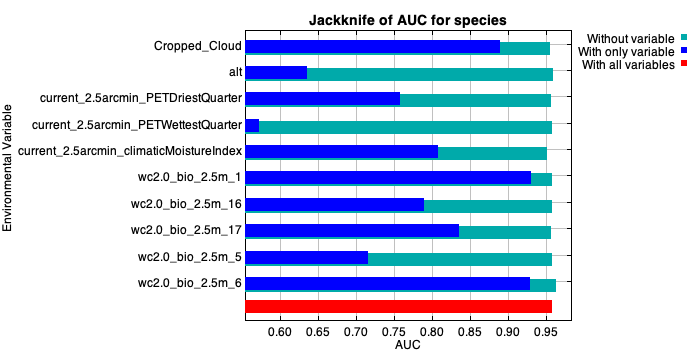 Jackknife of AUC for species
Without variable
With only variable
With all variables
Environmental Variable
Cropped_Cloud
alt
current_2.5arcmin_PETDriestQuarter
current_2.5arcmin_PETWettestQuarter
current_2.5arcmin_climaticMoistureIndex
wc2.0_bio_2.5m_1
wc2.0_bio_2.5m_16
wc2.0_bio_2.5m_17
wc2.0_bio_2.5m_5
wc2.0_bio_2.5m_6
0.60 0.65 0.70 0.75 0.80 0.85 0.90 0.95
AUC